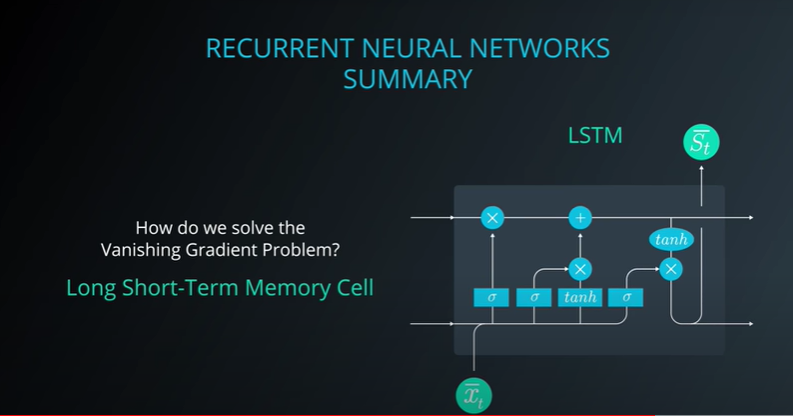 RECURRENT NEURAL NETWORKS
SUMMARY
LSTM
S̅ₜ
How do we solve the
Vanishing Gradient Problem?
Long Short-Term Memory Cell
× +
tanh
× ×
σ σ tanh σ
x̅ₜ